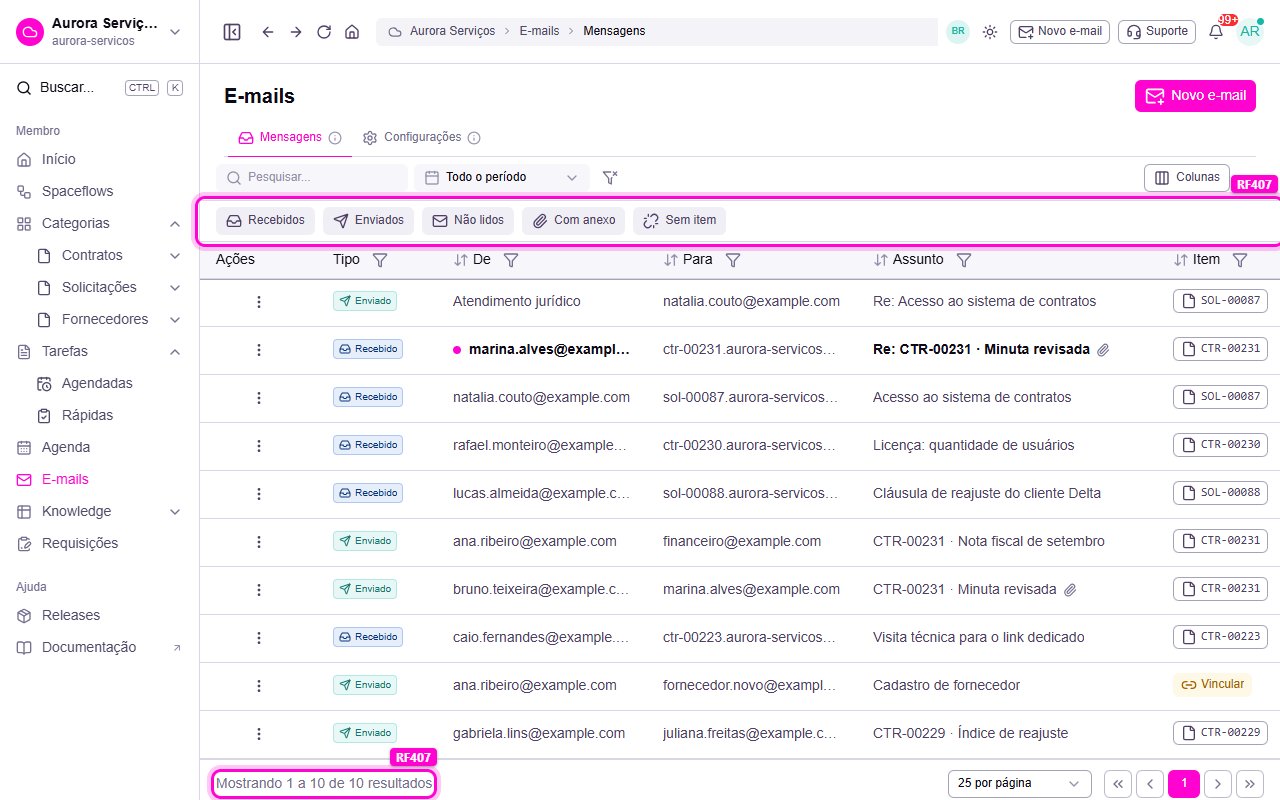 Aurora Serviç...
aurora-servicos
Aurora Serviços
E-mails
Mensagens
BR
Novo e-mail
Suporte
99+
AR
Buscar...
CTRL
K
Membro
Início
Spaceflows
Categorias
Contratos
Solicitações
Fornecedores
Tarefas
Agendadas
Rápidas
Agenda
E-mails
Knowledge
Requisições
Ajuda
Releases
Documentação
E-mails
Novo e-mail
Mensagens
Configurações
Pesquisar...
Todo o período
Colunas
RF407
Recebidos
Enviados
Não lidos
Com anexo
Sem item
Ações Tipo De Para Assunto Item
Enviado Atendimento jurídico natalia.couto@example.com Re: Acesso ao sistema de contratos SOL-00087
Recebido marina.alves@exampl... ctr-00231.aurora-servicos... Re: CTR-00231 · Minuta revisada CTR-00231
Recebido natalia.couto@example.com sol-00087.aurora-servicos... Acesso ao sistema de contratos SOL-00087
Recebido rafael.monteiro@example... ctr-00230.aurora-servicos... Licença: quantidade de usuários CTR-00230
Recebido lucas.almeida@example.c... sol-00088.aurora-servicos... Cláusula de reajuste do cliente Delta SOL-00088
Enviado ana.ribeiro@example.com financeiro@example.com CTR-00231 · Nota fiscal de setembro CTR-00231
Enviado bruno.teixeira@example.c... marina.alves@example.com CTR-00231 · Minuta revisada CTR-00231
Recebido caio.fernandes@example.... ctr-00223.aurora-servicos... Visita técnica para o link dedicado CTR-00223
Enviado ana.ribeiro@example.com fornecedor.novo@exampl... Cadastro de fornecedor Vincular
Enviado gabriela.lins@example.com juliana.freitas@example.c... CTR-00229 · Índice de reajuste CTR-00229
RF407
Mostrando 1 a 10 de 10 resultados
25 por página
1